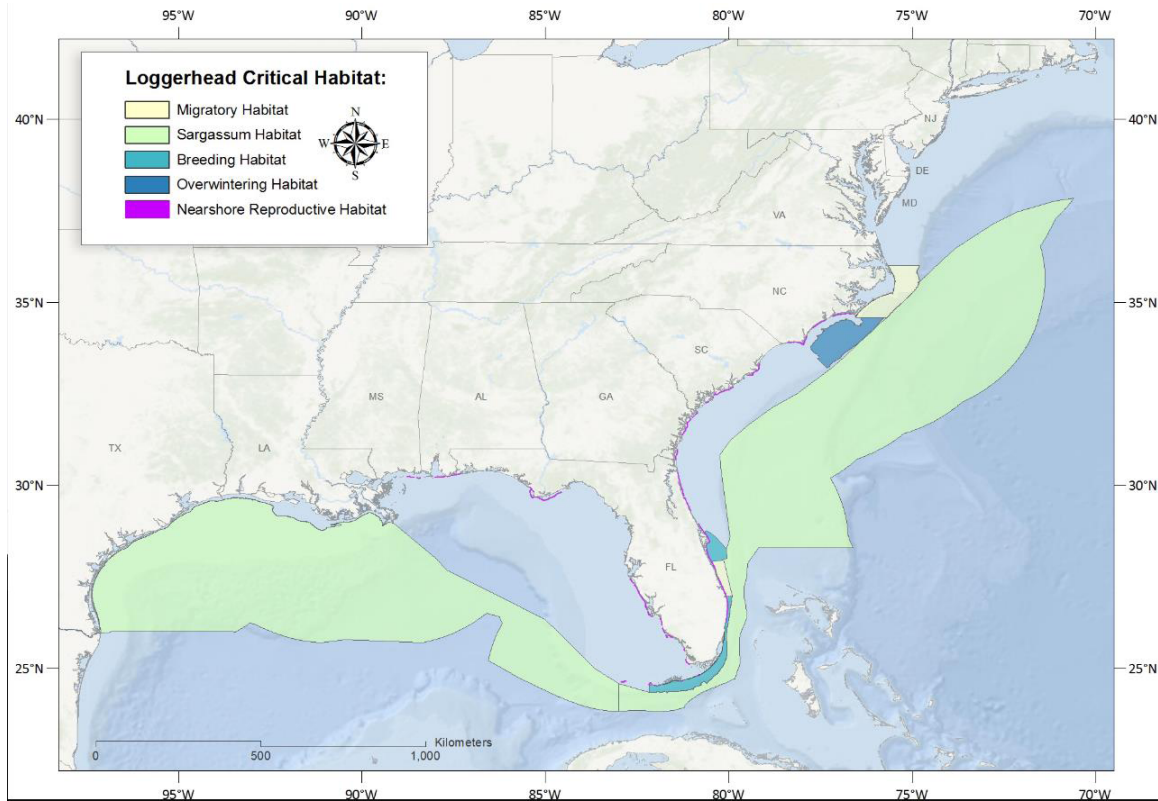 95°W 90°W 85°W 80°W 75°W 70°W
Loggerhead Critical Habitat:
Migratory Habitat
Sargassum Habitat
Breeding Habitat
Overwintering Habitat
Nearshore Reproductive Habitat
N
W E
S
40°N 40°N
NJ
DE
MD
VA
35°N 35°N
NC
SC
MS AL GA
TX LA
30°N 30°N
FL
25°N 25°N
Kilometers
0 500 1,000
95°W 90°W 85°W 80°W 75°W 70°W